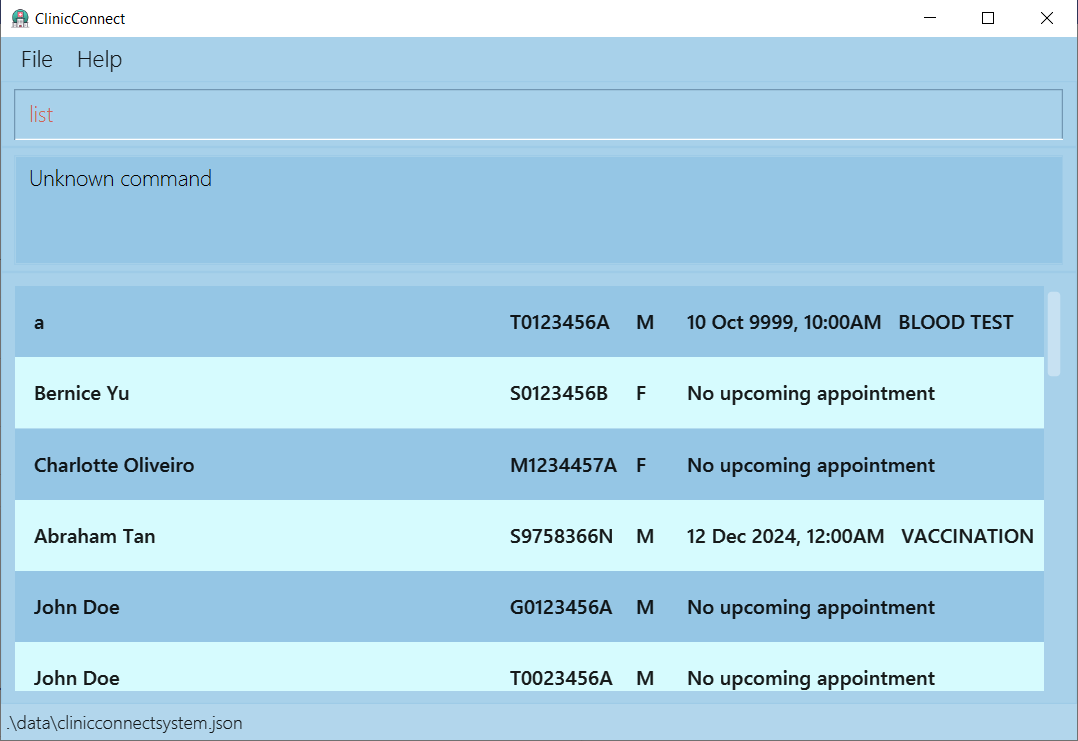 ClinicConnect
File Help
list
Unknown command
a T0123456A M 10 Oct 9999, 10:00AM BLOOD TEST
Bernice Yu S0123456B F No upcoming appointment
Charlotte Oliveiro M1234457A F No upcoming appointment
Abraham Tan S9758366N M 12 Dec 2024, 12:00AM VACCINATION
John Doe G0123456A M No upcoming appointment
John Doe T0023456A M No upcoming appointment
.\data\clinicconnectsystem.json